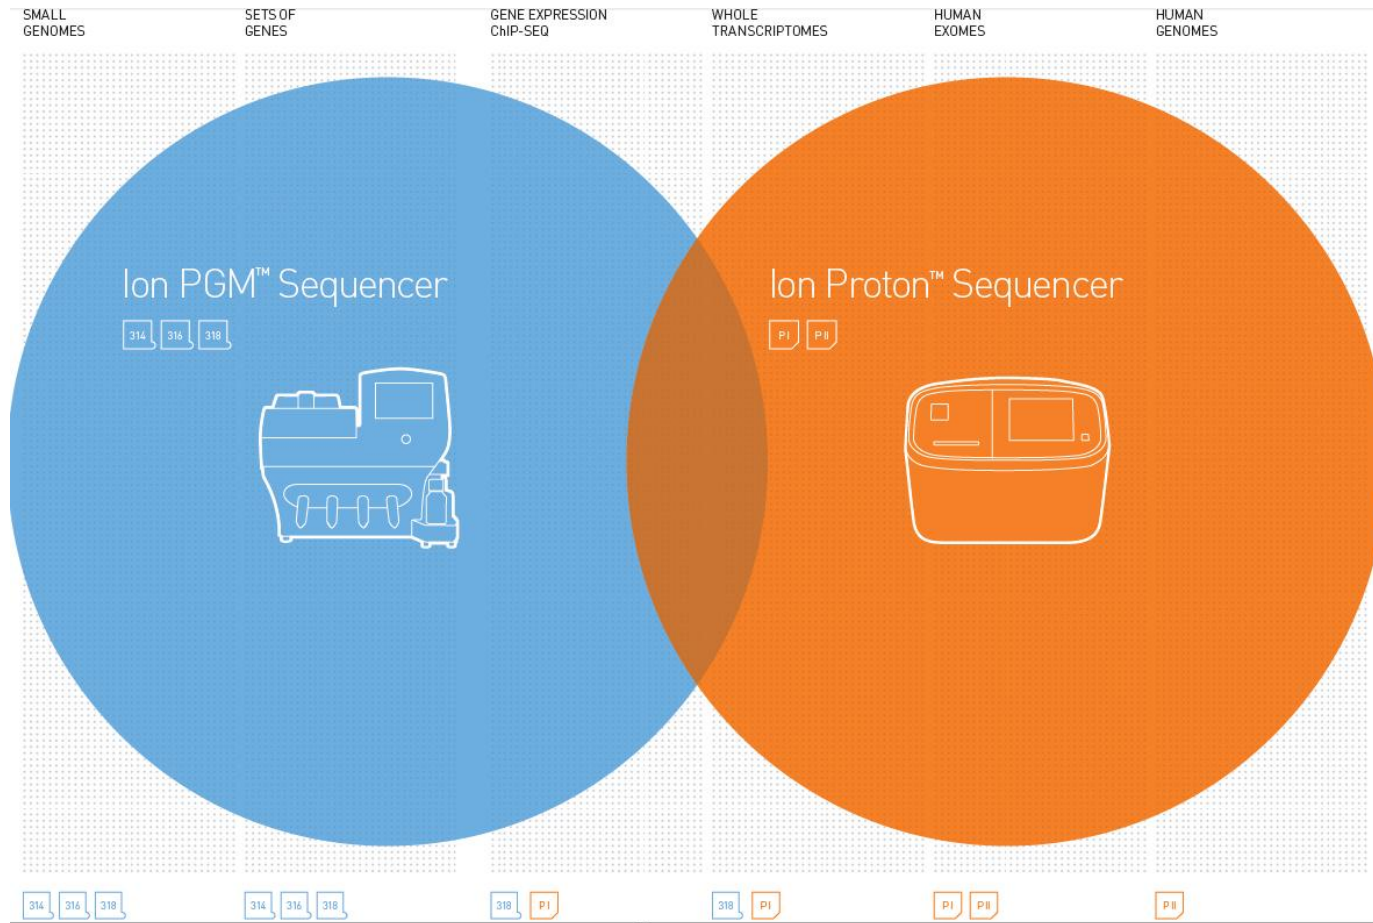 SMALL
GENOMES
SETS OF
GENES
GENE EXPRESSION
ChIP-SEQ
WHOLE
TRANSCRIPTOMES
HUMAN
EXOMES
HUMAN
GENOMES
Ion PGM™ Sequencer
314 316 318
Ion Proton™ Sequencer
PI PII
314 316 318
314 316 318
318 PI
318 PI
PI PII
PII